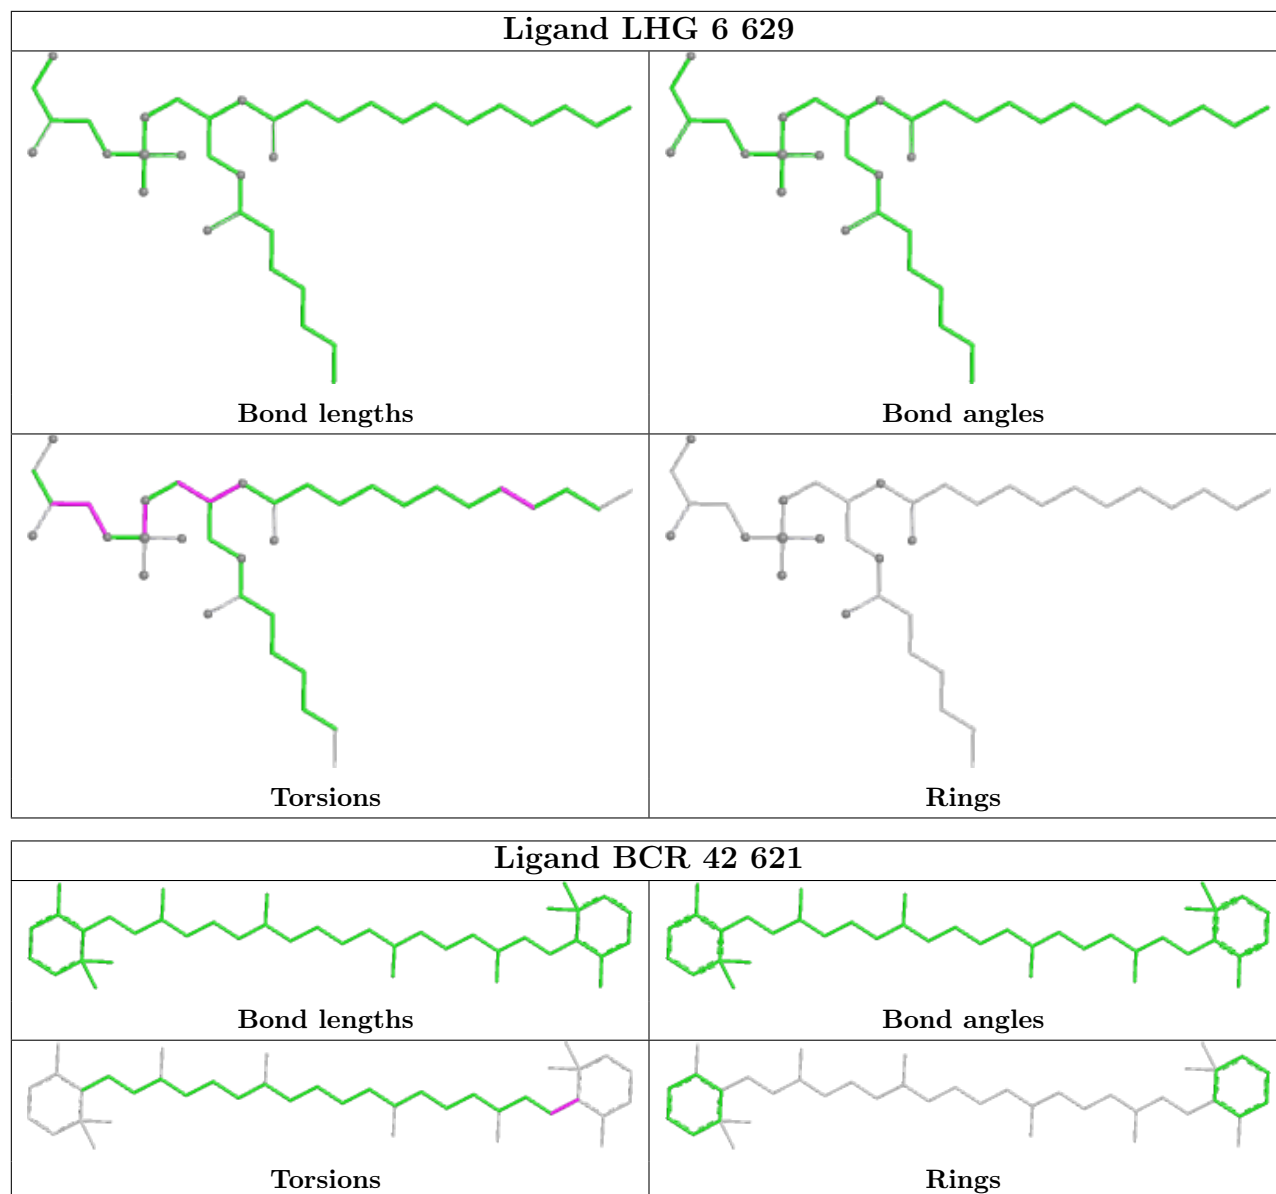 Ligand LHG 6 629
Bond lengths
Bond angles
Torsions
Rings
Ligand BCR 42 621
Bond lengths
Bond angles
Torsions
Rings